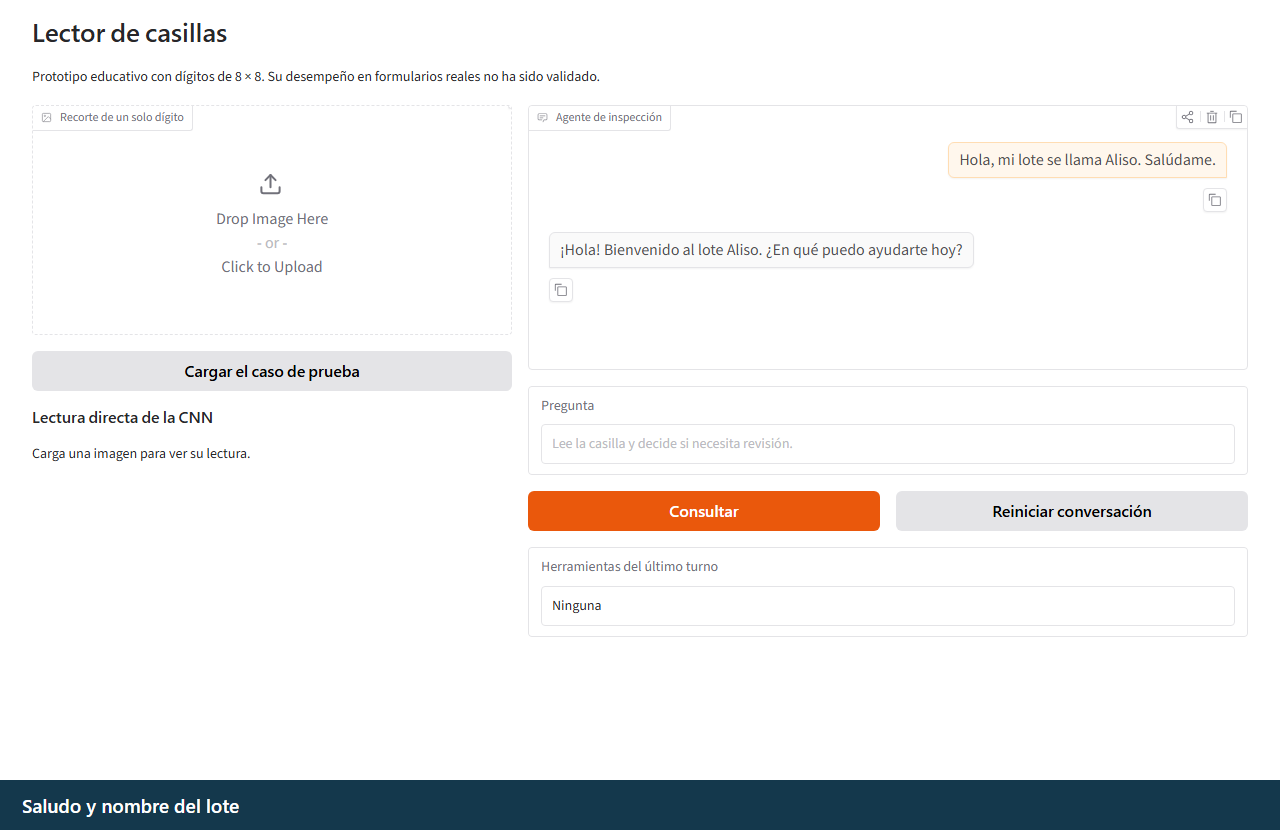 Lector de casillas
Prototipo educativo con dígitos de 8 × 8. Su desempeño en formularios reales no ha sido validado.
Recorte de un solo dígito
Drop Image Here
- or -
Click to Upload
Cargar el caso de prueba
Lectura directa de la CNN
Carga una imagen para ver su lectura.
Agente de inspección
Hola, mi lote se llama Aliso. Salúdame.
¡Hola! Bienvenido al lote Aliso. ¿En qué puedo ayudarte hoy?
Pregunta
Lee la casilla y decide si necesita revisión.
Consultar
Reiniciar conversación
Herramientas del último turno
Ninguna
Saludo y nombre del lote